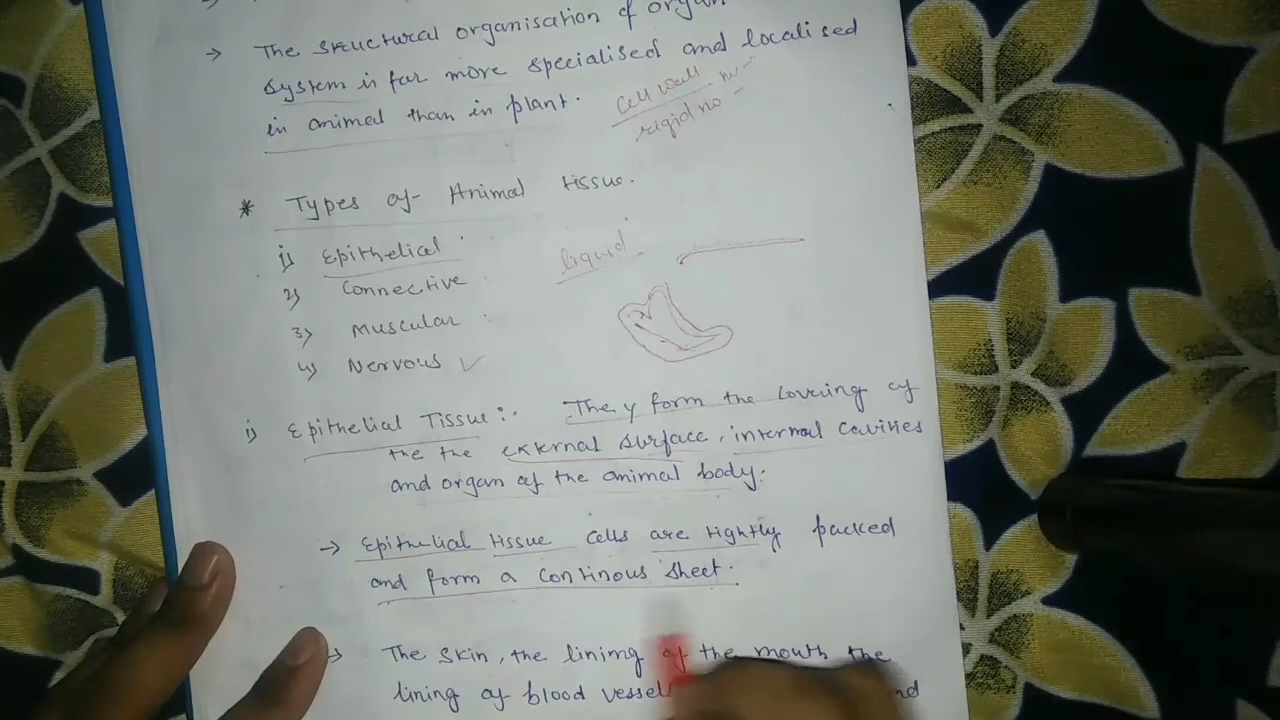 → The structural organisation of organ
system is far more specialised and localised
in animal than in plant.
cell wall
rigid no
* Types of Animal tissue.
1) Epithelial
2) Connective
3) Muscular
4) Nervous ✓
liquid
1) Epithelial Tissue:. They form the covering of
the the external surface, internal cavities
and organ of the animal body.
→ Epithelial tissue cells are tightly packed
and form a continous sheet.
→ The skin, the lining of the mouth the
lining of blood vessel